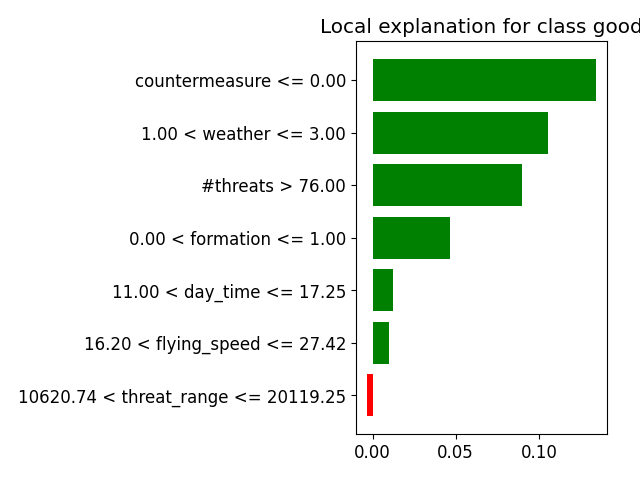 Local explanation for class good
countermeasure <= 0.00
1.00 < weather <= 3.00
#threats > 76.00
0.00 < formation <= 1.00
11.00 < day_time <= 17.25
16.20 < flying_speed <= 27.42
10620.74 < threat_range <= 20119.25
0.00 0.05 0.10